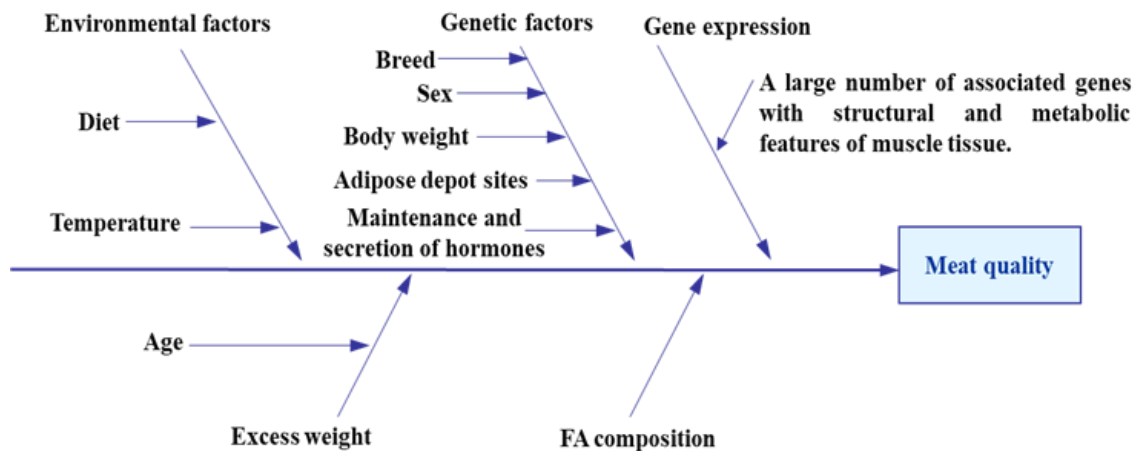 Environmental factors
Genetic factors
Gene expression
Breed
Sex
Body weight
Adipose depot sites
Maintenance and
secretion of hormones
Diet
Temperature
A large number of associated genes
with structural and metabolic
features of muscle tissue.
Meat quality
Age
Excess weight
FA composition